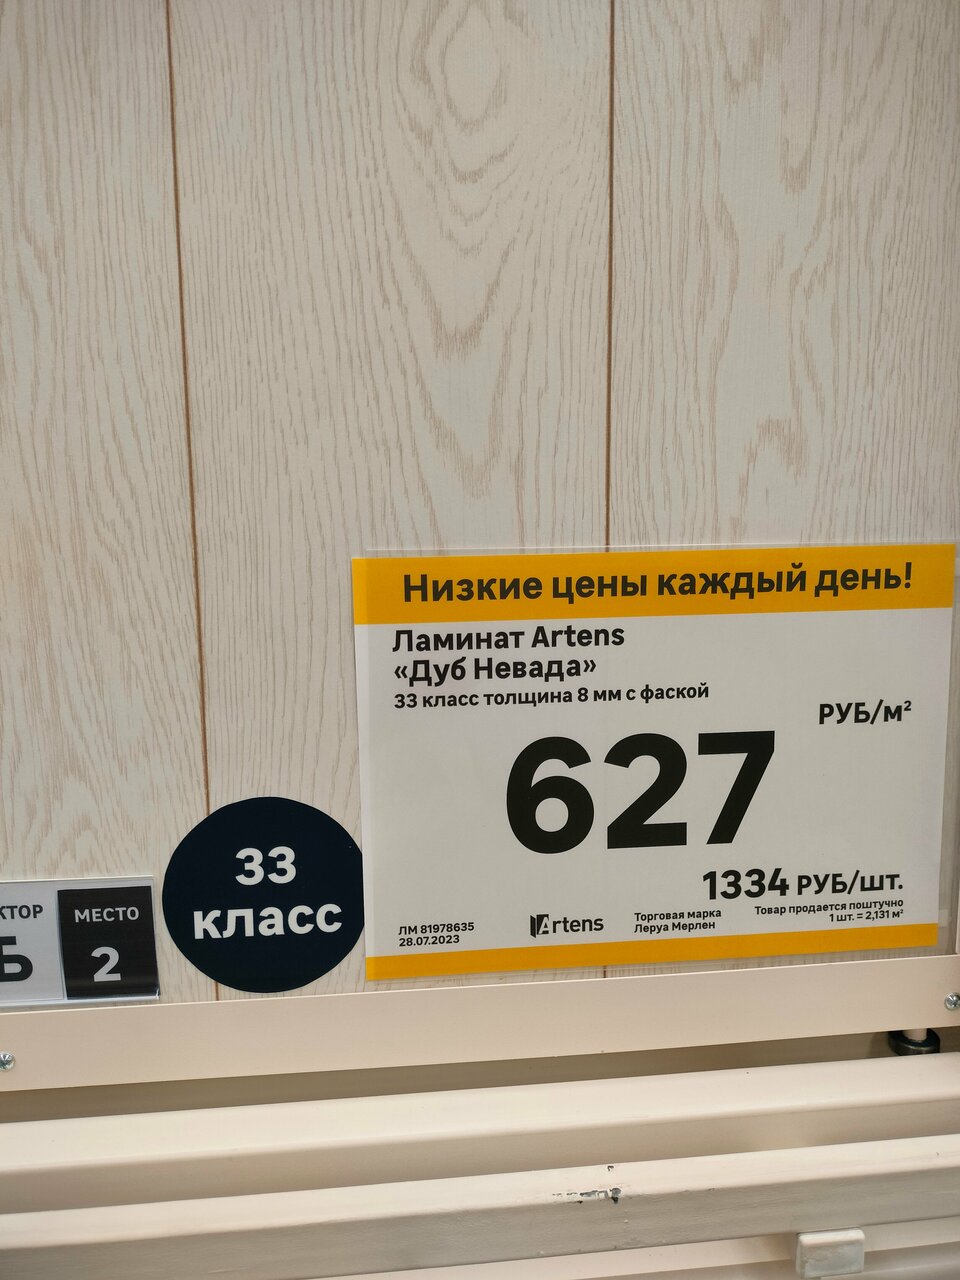 Низкие цены каждый день!
Ламинат Artens
«Дуб Невада»
33 класс толщина 8 мм с фаской
РУБ/м²
627
1334 РУБ/шт.
Товар продается поштучно
1 шт. = 2,131 м²
ЛМ 81978635
28.07.2023
Artens
Торговая марка
Леруа Мерлен
33
класс
КТОР
Б
МЕСТО
2